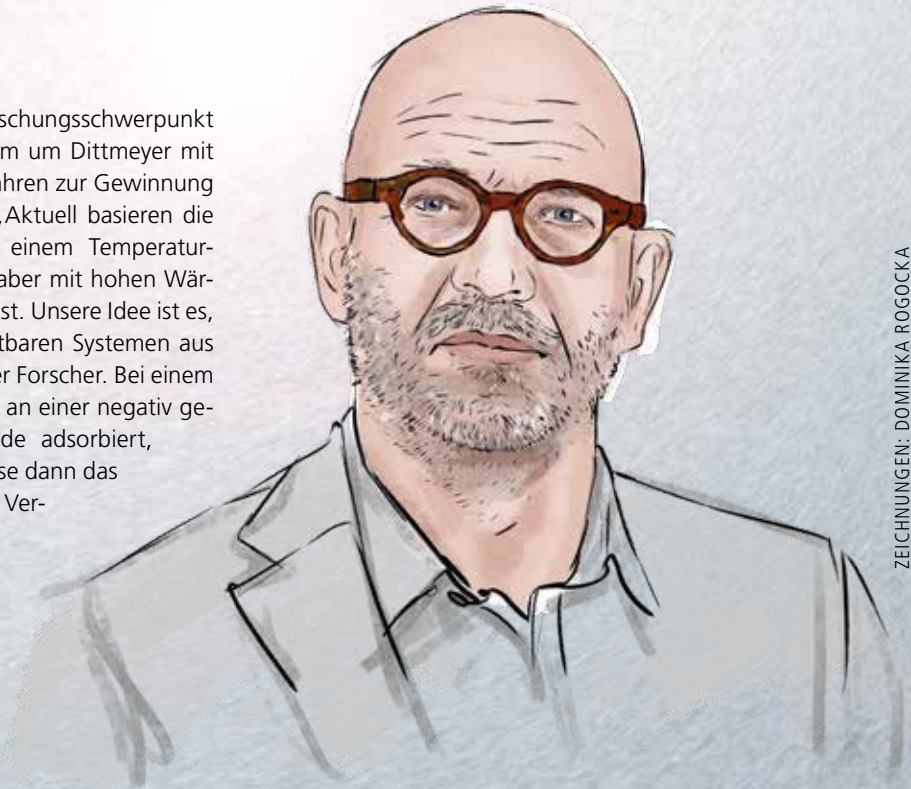 schungsschwerpunkt
m um Dittmeyer mit
ahren zur Gewinnung
Aktuell basieren die
einem Temperatur-
aber mit hohen Wär-
st. Unsere Idee ist es,
tbaren Systemen aus
er Forscher. Bei einem
an einer negativ ge-
de adsorbiert,
se dann das
Ver-
ZEICHNUNGEN: DOMINIKA ROGOCKA